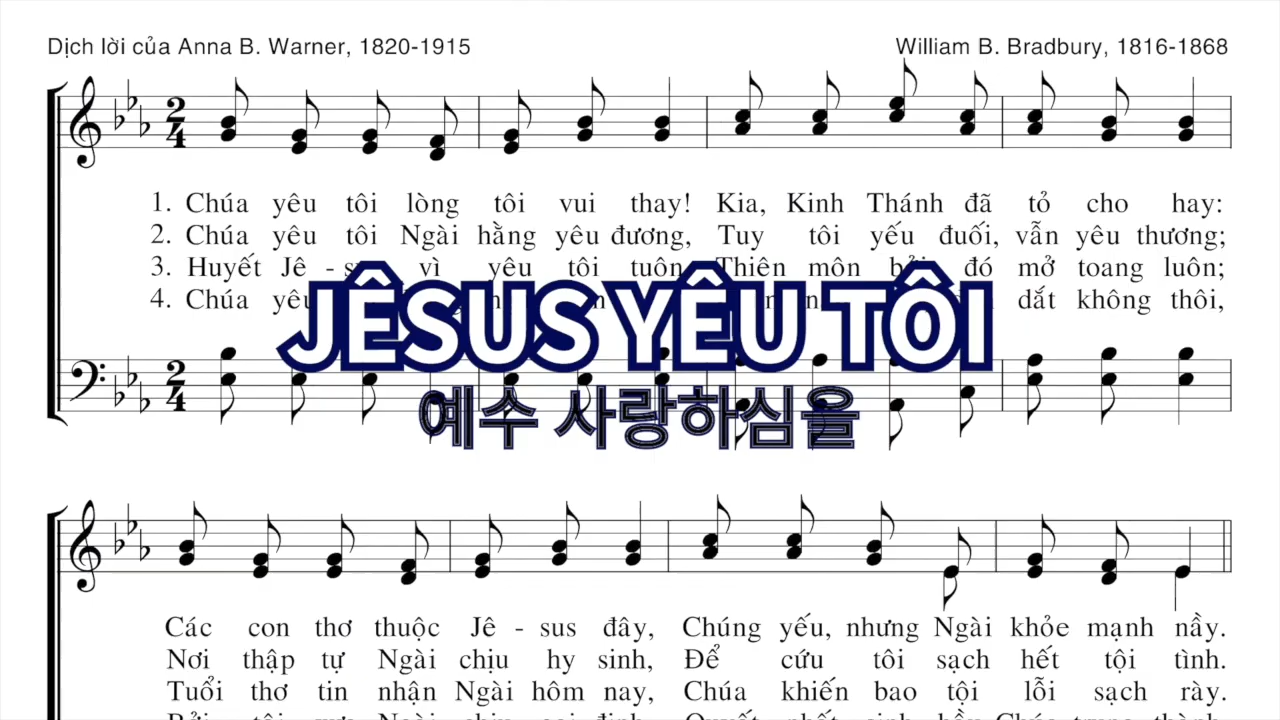 Dịch lời của Anna B. Warner, 1820-1915
William B. Bradbury, 1816-1868
1. Chúa yêu tôi lòng tôi vui thay! Kia, Kinh Thánh đã tỏ cho hay:
2. Chúa yêu tôi Ngài hằng yêu đương, Tuy tôi yếu đuối, vẫn yêu thương;
3. Huyết Jê - sus vì yêu tôi tuôn, Thiên môn bởi đó mở toang luôn;
4. Chúa yêu dắt không thôi,
JÊSUS YÊU TÔI
예수 사랑하심을
Các con thơ thuộc Jê - sus đây, Chúng yếu, nhưng Ngài khỏe mạnh nầy.
Nơi thập tự Ngài chịu hy sinh, Để cứu tôi sạch hết tội tình.
Tuổi thơ tin nhận Ngài hôm nay, Chúa khiến bao tội lỗi sạch rày.